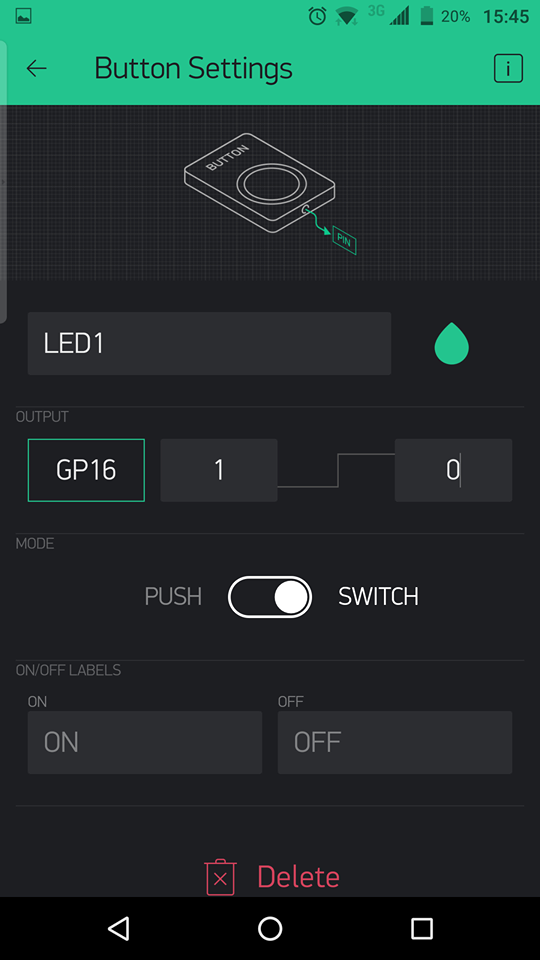 3G 20% 15:45
Button Settings
BUTTON
PIN
LED1
OUTPUT
GP16 1 0
MODE
PUSH SWITCH
ON/OFF LABELS
ON OFF
ON OFF
Delete